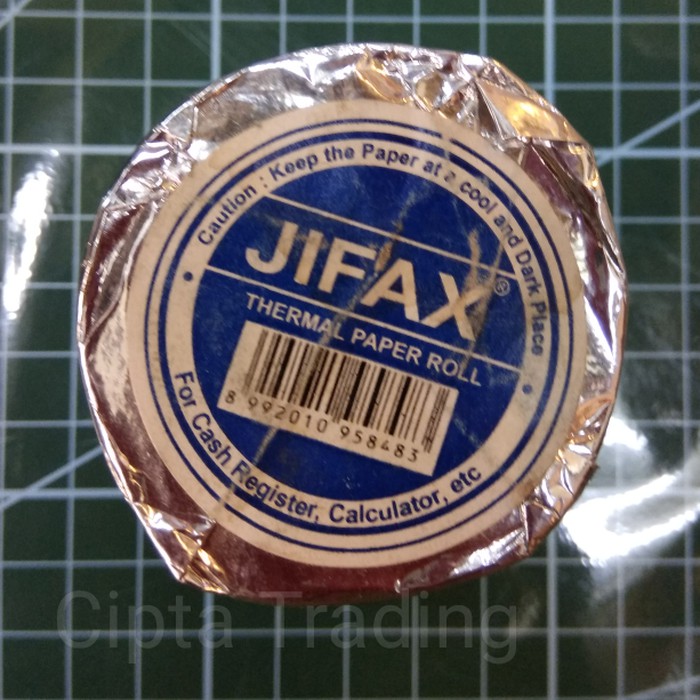 Caution : Keep the Paper at a cool and Dark Place
JIFAX®
THERMAL PAPER ROLL
8 992010 958483
For Cash Register, Calculator, etc
Cipta Trading